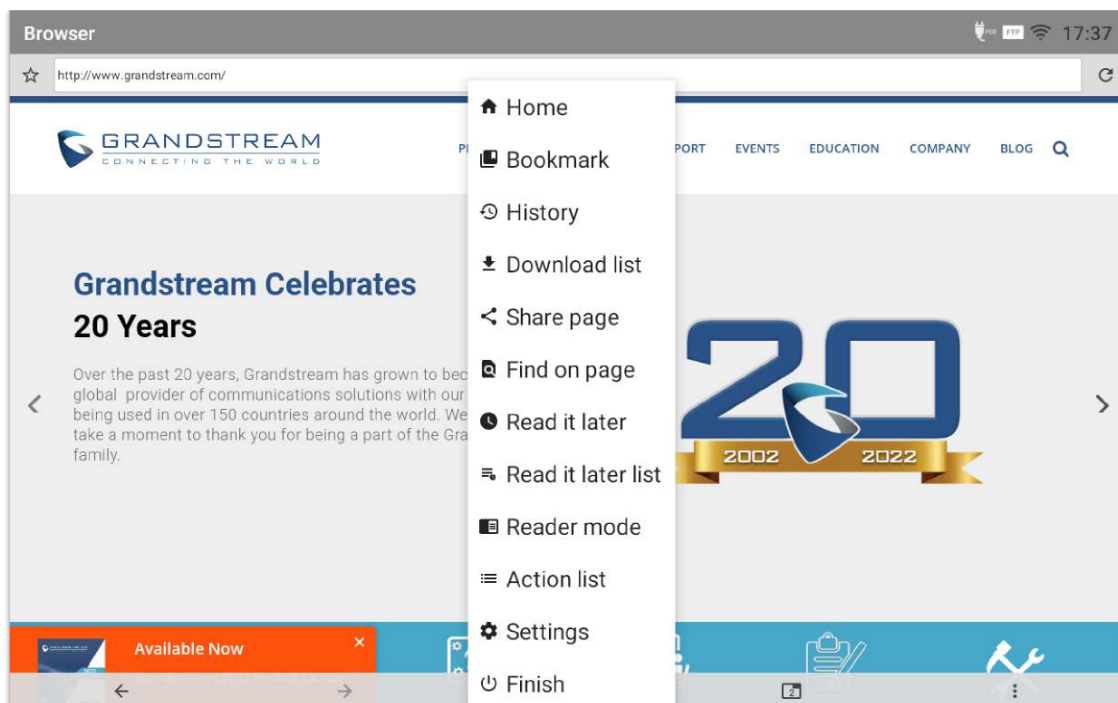 Browser
POE FTP 17:37
http://www.grandstream.com/
GRANDSTREAM
CONNECTING THE WORLD
EVENTS EDUCATION COMPANY BLOG
Home
Bookmark
History
Download list
Share page
Find on page
Read it later
Read it later list
Reader mode
Action list
Settings
Finish
Grandstream Celebrates
20 Years
Over the past 20 years, Grandstream has grown to
global provider of communications solutions with our
being used in over 150 countries around the world. We
take a moment to thank you for being a part of the
family.
20
2002 2022
Available Now
2